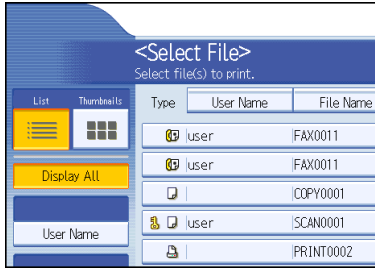 <Select File>
Select file(s) to print.
List Thumbnails Type User Name File Name
user FAX0011
user FAX0011
Display All
COPY0001
user SCAN0001
User Name
PRINT0002